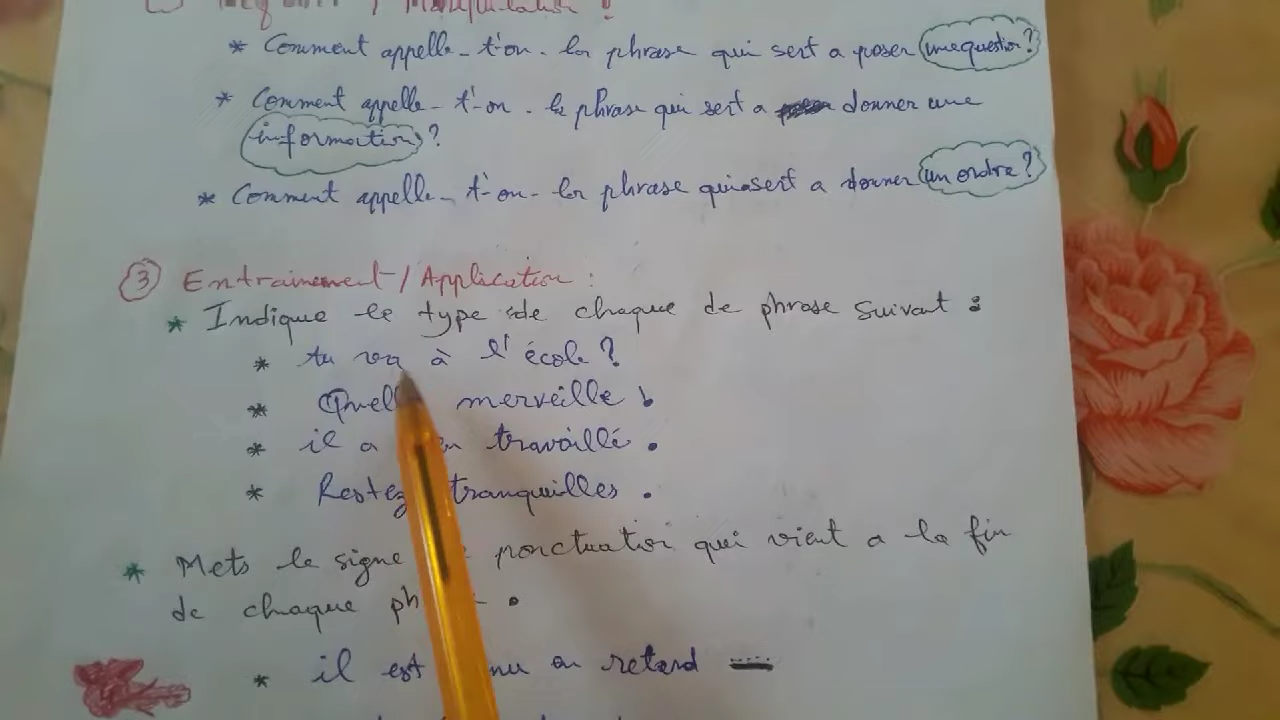 Manipulation :
* Comment appelle-t'on-la phrase qui sert a poser une question ?
* Comment appelle-t'on-la phrase qui sert a donner une
information ?
* Comment appelle-t'on-la phrase qui sert a donner un ordre ?
3 Entrainement / Application :
* Indique le type de chaque de phrase suivant :
* tu va à l'école ?
* Quelle merveille !
* il a travaillé .
* Restez tranquilles .
* Mets le signe ponctuation qui vient a la fin
de chaque .
* il est en retard